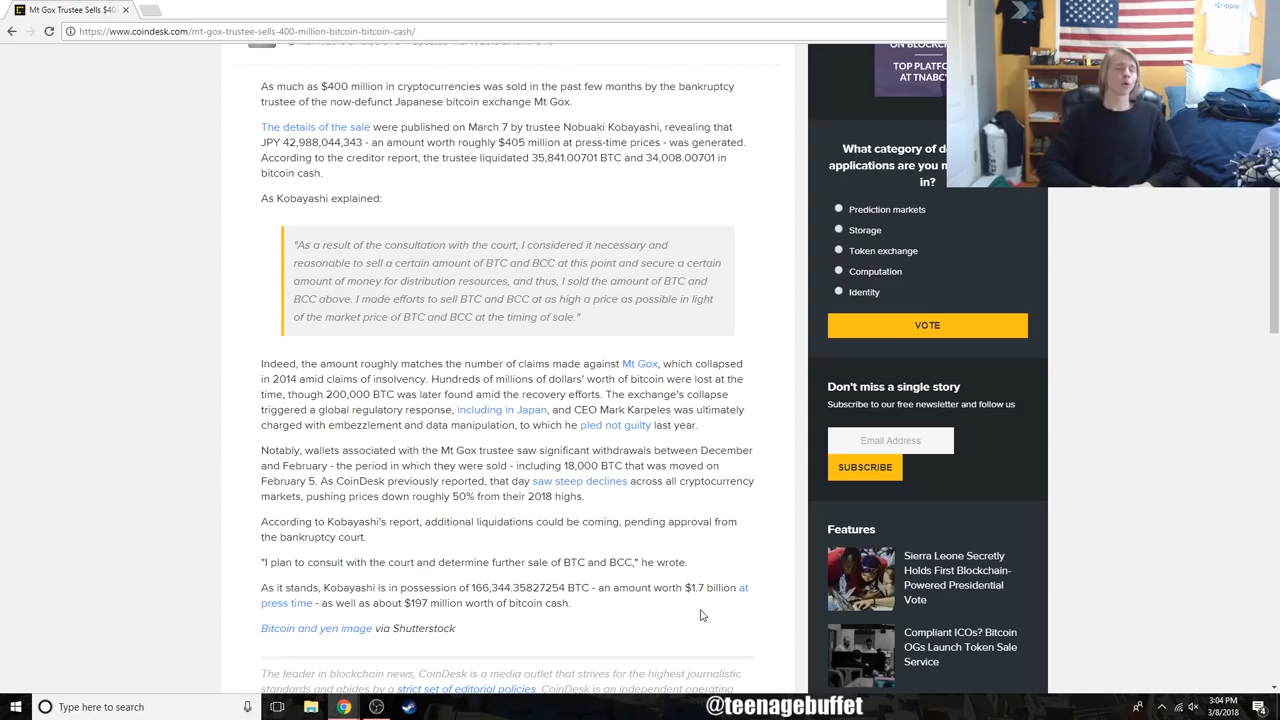 Mt Gox Trustee Sells $40
https://www.coindesk.com/mt-gox-trustee-sells-400-million-bitcoin-bitcoin-cash/
As much as $400 million in cryptocurrencies was sold in the past few months by the bankruptcy
trustee of the now-defunct Japanese bitcoin exchange Mt Gox.
The details of the sale were published on March 7 by trustee Nobuaki Kobayashi, revealing that
JPY 42,988,044,343 - an amount worth roughly $405 million at press-time prices - was generated.
According to the creditor report, the trustee liquidated 35,841.00701 BTC and 34,008.00701 in
bitcoin cash.
As Kobayashi explained:
"As a result of the consultation with the court, I considered it necessary and
reasonable to sell a certain amount of BTC and BCC at this point and secure a certain
amount of money for distribution resources, and thus, I sold the amount of BTC and
BCC above. I made efforts to sell BTC and BCC at as high a price as possible in light
of the market price of BTC and BCC at the timing of sale."
Indeed, the amount roughly matches the number of claims made against Mt Gox, which collapsed
in 2014 amid claims of insolvency. Hundreds of millions of dollars' worth of bitcoin were lost at the
time, though 200,000 BTC was later found amid the recovery efforts. The exchange's collapse
triggered a global regulatory response, including in Japan, and CEO Mark Karpeles was ultimately
charged with embezzlement and data manipulation, to which he pled not guilty last year.
Notably, wallets associated with the Mt Gox trustee saw significant withdrawals between December
and February - the period in which they were sold - including 18,000 BTC that was moved on
February 5. As CoinDesk previously reported, that day saw steep declines across all cryptocurrency
markets, pushing prices down roughly 50% from their 2018 highs.
According to Kobayashi's report, additional liquidations could be coming, pending approval from
the bankruptcy court.
"I plan to consult with the court and determine further sale of BTC and BCC," he wrote.
As it stands, Kobayashi is in possession of 166,344.35827254 BTC - an amount worth $1.7 billion at
press time - as well as about $197 million worth of bitcoin cash.
Bitcoin and yen image via Shutterstock
The leader in blockchain news, CoinDesk is a media outlet that strives for the highest journalistic
standards and abides by a strict set of editorial policies. CoinDesk is an independent operating
ON BLOCKCH
TOP PLATFO
AT TNABC'
What category of de
applications are you m
in?
Prediction markets
Storage
Token exchange
Computation
Identity
VOTE
Don't miss a single story
Subscribe to our free newsletter and follow us
Email Address
SUBSCRIBE
Features
Sierra Leone Secretly
Holds First Blockchain-
Powered Presidential
Vote
Compliant ICOs? Bitcoin
OGs Launch Token Sale
Service
ripple
Type here to search
@teenagebuffet
3:04 PM
3/8/2018